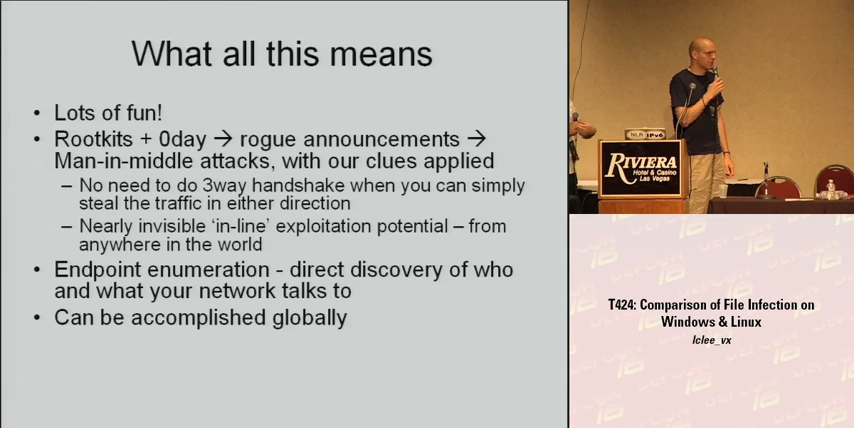 What all this means
• Lots of fun!
• Rootkits + 0day → rogue announcements →
Man-in-middle attacks, with our clues applied
– No need to do 3way handshake when you can simply
steal the traffic in either direction
– Nearly invisible 'in-line' exploitation potential – from
anywhere in the world
• Endpoint enumeration - direct discovery of who
and what your network talks to
• Can be accomplished globally
NLR IPv6
RIVIERA
Hotel & Casino
Las Vegas
T424: Comparison of File Infection on
Windows & Linux
lclee_vx
DEFCON 16